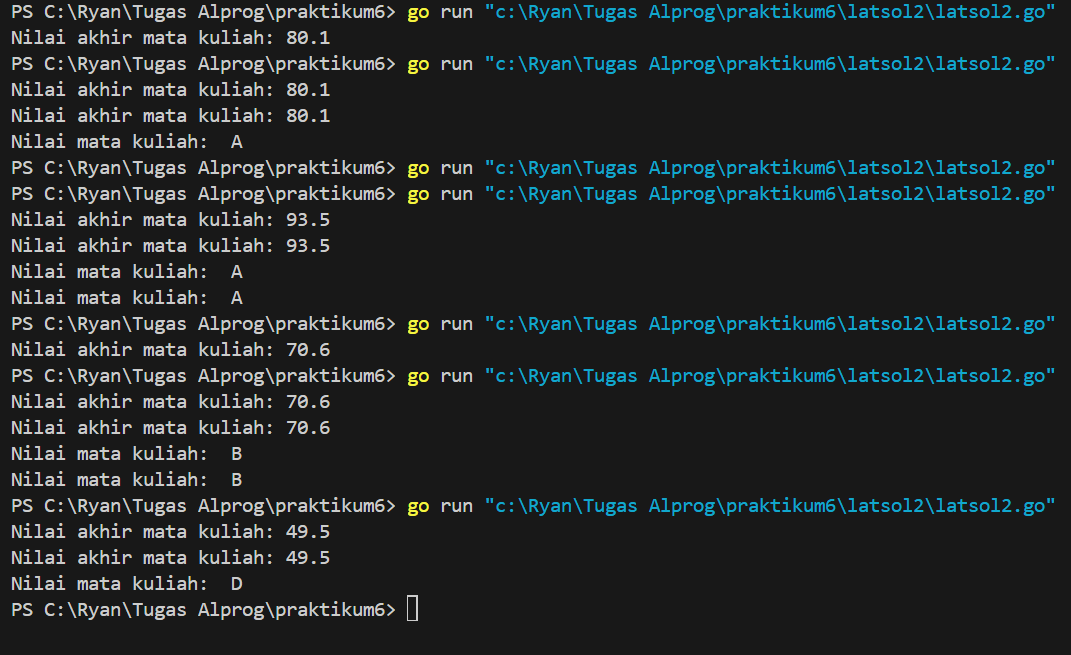 PS C:\Ryan\Tugas Alprog\praktikum6> go run "c:\Ryan\Tugas Alprog\praktikum6\latsol2\latsol2.go"
Nilai akhir mata kuliah: 80.1
PS C:\Ryan\Tugas Alprog\praktikum6> go run "c:\Ryan\Tugas Alprog\praktikum6\latsol2\latsol2.go"
Nilai akhir mata kuliah: 80.1
Nilai akhir mata kuliah: 80.1
Nilai mata kuliah:  A
PS C:\Ryan\Tugas Alprog\praktikum6> go run "c:\Ryan\Tugas Alprog\praktikum6\latsol2\latsol2.go"
PS C:\Ryan\Tugas Alprog\praktikum6> go run "c:\Ryan\Tugas Alprog\praktikum6\latsol2\latsol2.go"
Nilai akhir mata kuliah: 93.5
Nilai akhir mata kuliah: 93.5
Nilai mata kuliah:  A
Nilai mata kuliah:  A
PS C:\Ryan\Tugas Alprog\praktikum6> go run "c:\Ryan\Tugas Alprog\praktikum6\latsol2\latsol2.go"
Nilai akhir mata kuliah: 70.6
PS C:\Ryan\Tugas Alprog\praktikum6> go run "c:\Ryan\Tugas Alprog\praktikum6\latsol2\latsol2.go"
Nilai akhir mata kuliah: 70.6
Nilai akhir mata kuliah: 70.6
Nilai mata kuliah:  B
Nilai mata kuliah:  B
PS C:\Ryan\Tugas Alprog\praktikum6> go run "c:\Ryan\Tugas Alprog\praktikum6\latsol2\latsol2.go"
Nilai akhir mata kuliah: 49.5
Nilai akhir mata kuliah: 49.5
Nilai mata kuliah:  D
PS C:\Ryan\Tugas Alprog\praktikum6>